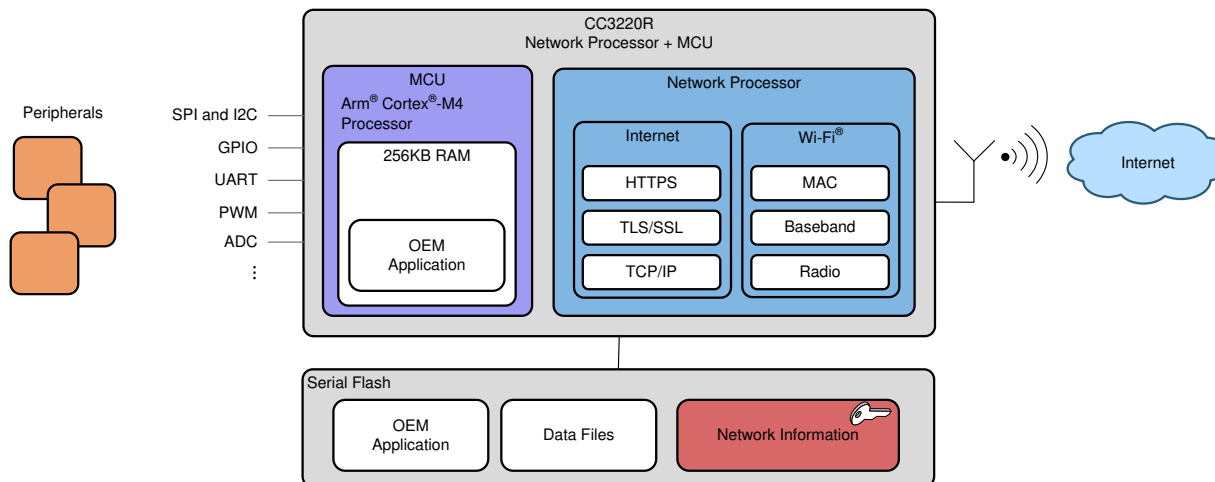 CC3220R
Network Processor + MCU
MCU
Arm® Cortex®-M4
Processor
256KB RAM
OEM
Application
Network Processor
Internet
HTTPS
TLS/SSL
TCP/IP
Wi-Fi®
MAC
Baseband
Radio
Peripherals
SPI and I2C
GPIO
UART
PWM
ADC
Internet
Serial Flash
OEM
Application
Data Files
Network Information